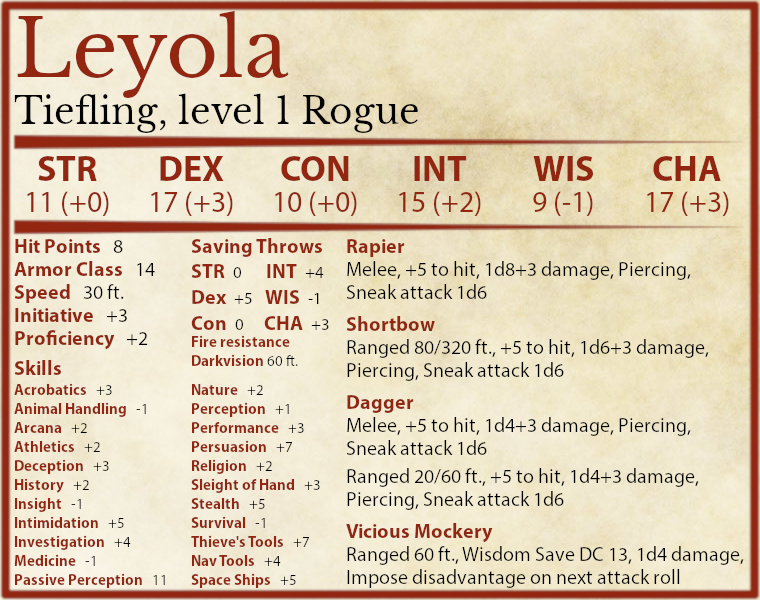 Leyola
Tiefling, level 1 Rogue
STR DEX CON INT WIS CHA
11 (+0) 17 (+3) 10 (+0) 15 (+2) 9 (-1) 17 (+3)
Hit Points 8
Armor Class 14
Speed 30 ft.
Initiative +3
Proficiency +2
Skills
Acrobatics +3
Animal Handling -1
Arcana +2
Athletics +2
Deception +3
History +2
Insight -1
Intimidation +5
Investigation +4
Medicine -1
Passive Perception 11
Saving Throws
STR 0 INT +4
Dex +5 WIS -1
Con 0 CHA +3
Fire resistance
Darkvision 60 ft.
Nature +2
Perception +1
Performance +3
Persuasion +7
Religion +2
Sleight of Hand +3
Stealth +5
Survival -1
Thieve's Tools +7
Nav Tools +4
Space Ships +5
Rapier
Melee, +5 to hit, 1d8+3 damage, Piercing,
Sneak attack 1d6
Shortbow
Ranged 80/320 ft., +5 to hit, 1d6+3 damage,
Piercing, Sneak attack 1d6
Dagger
Melee, +5 to hit, 1d4+3 damage, Piercing,
Sneak attack 1d6
Ranged 20/60 ft., +5 to hit, 1d4+3 damage,
Piercing, Sneak attack 1d6
Vicious Mockery
Ranged 60 ft., Wisdom Save DC 13, 1d4 damage,
Impose disadvantage on next attack roll